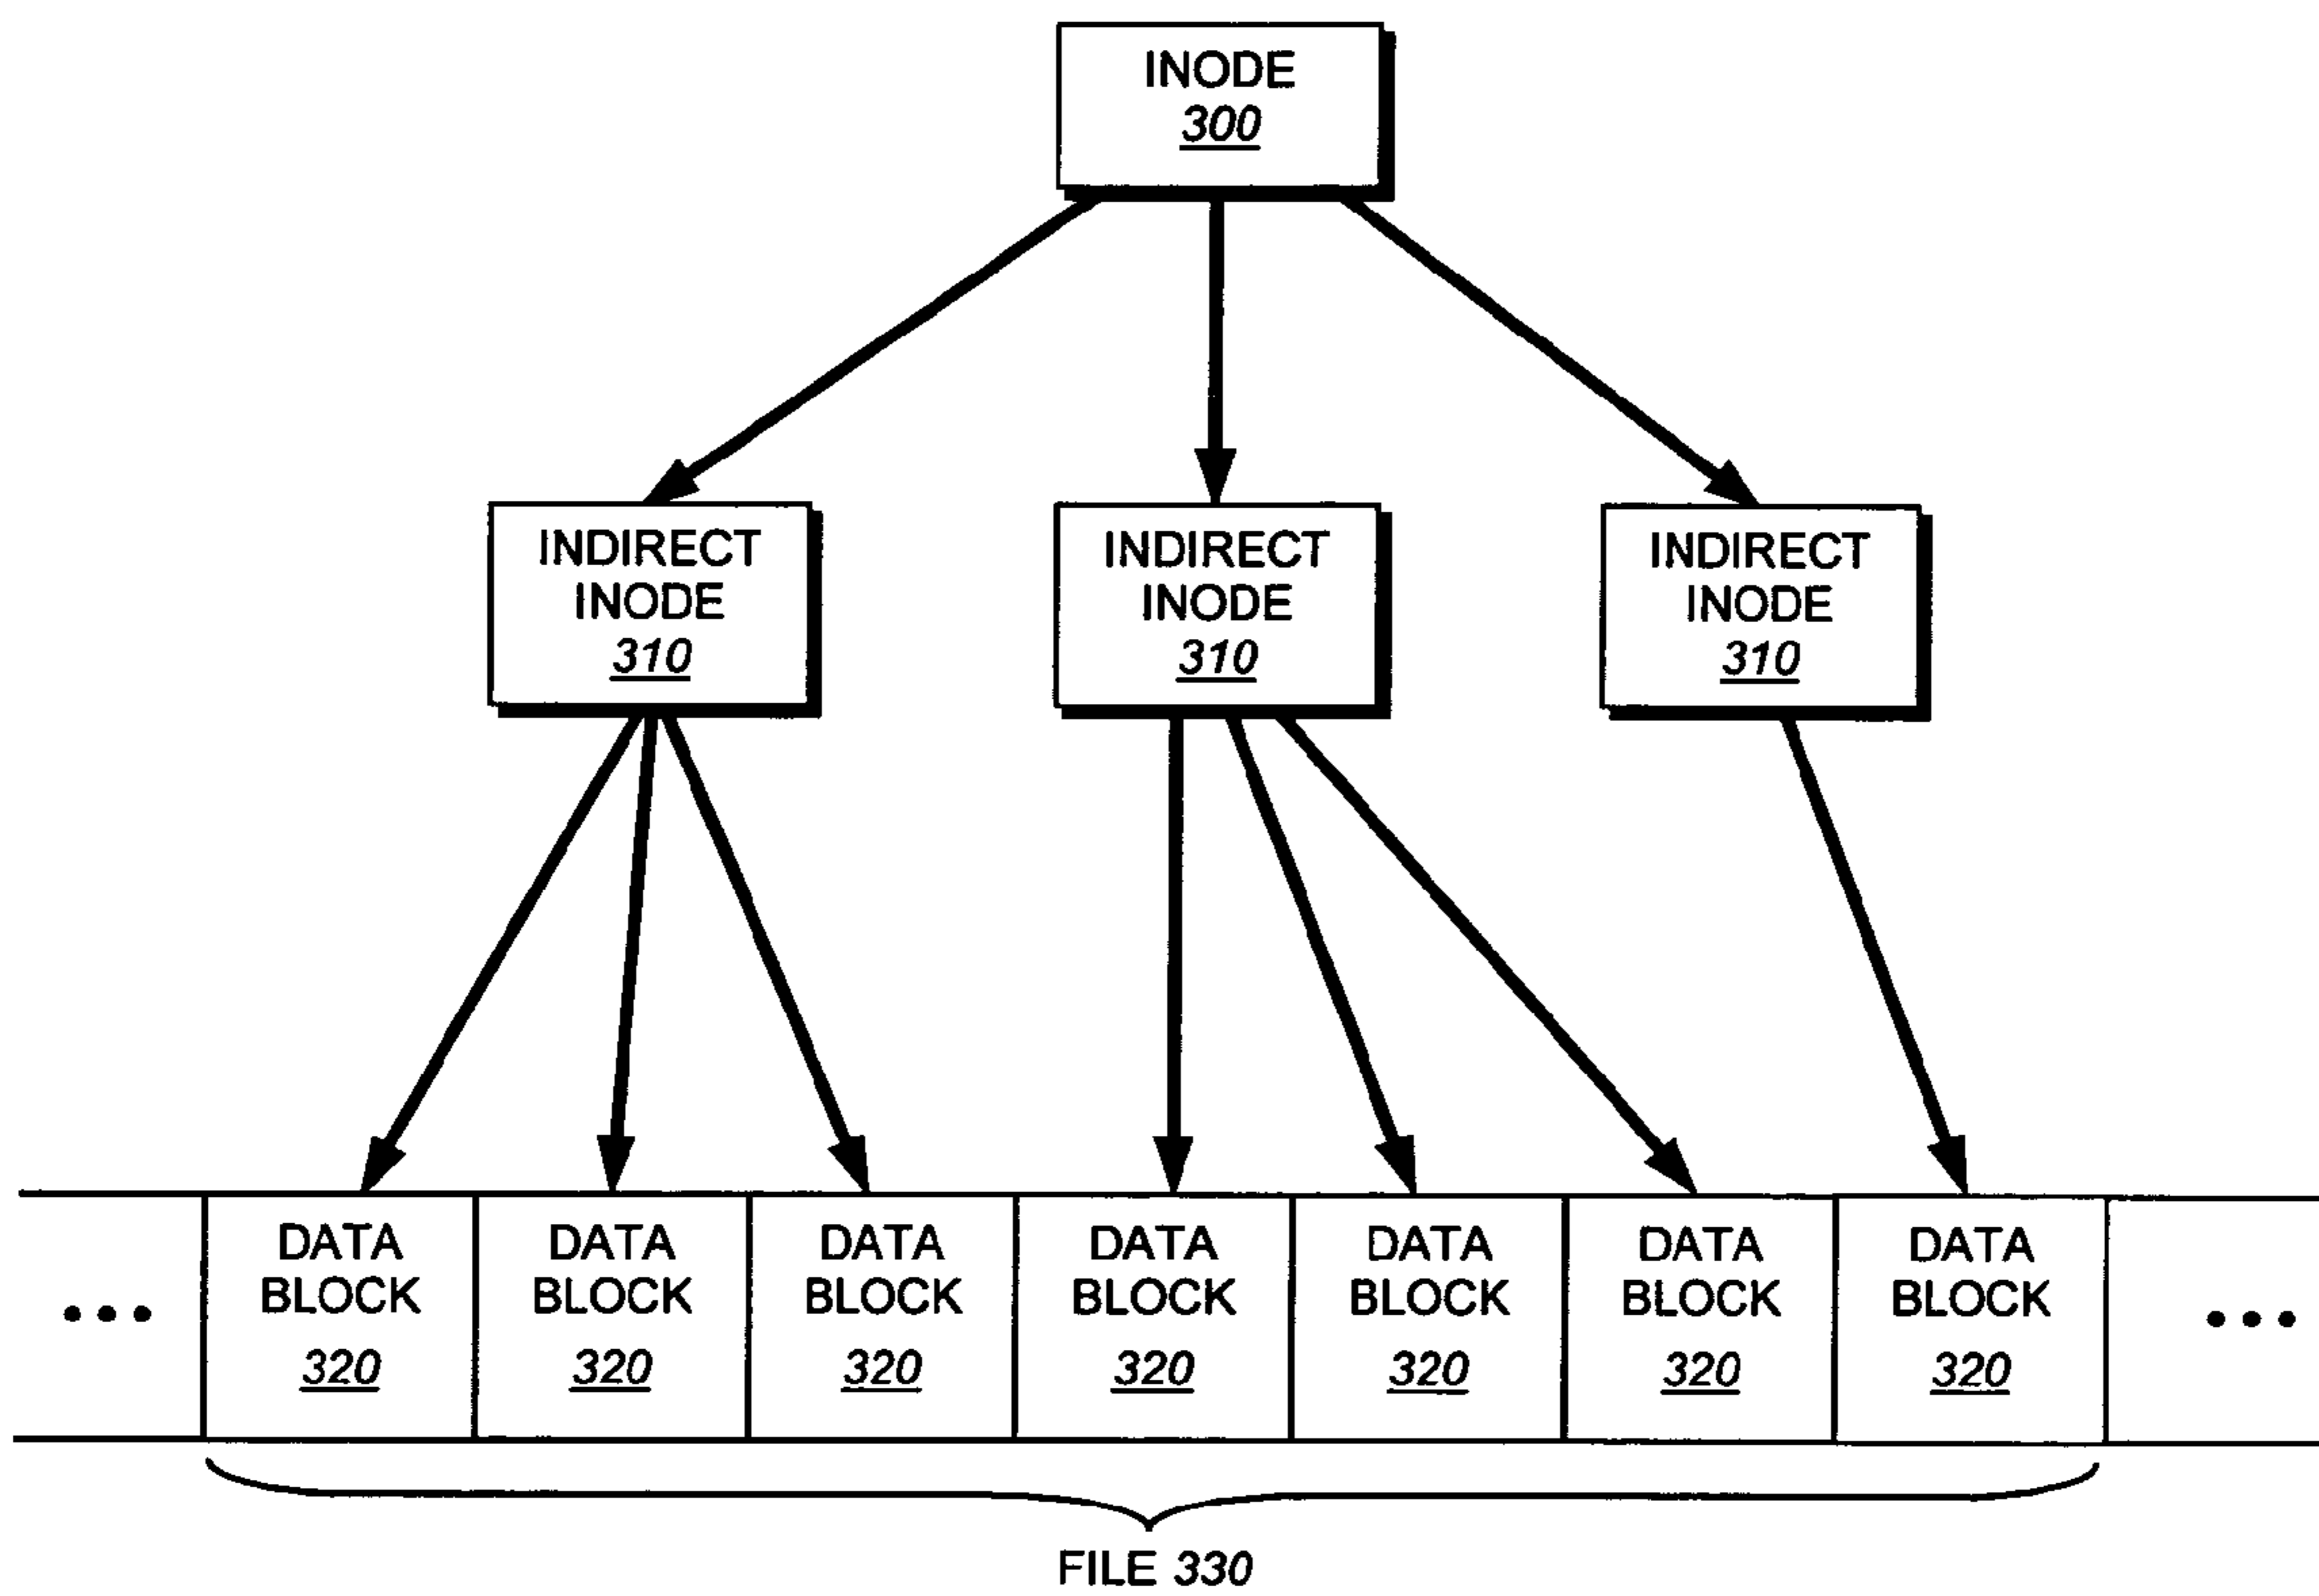 INODE
300
INDIRECT
INODE
310
INDIRECT
INODE
310
INDIRECT
INODE
310
DATA
BLOCK
320
DATA
BLOCK
320
DATA
BLOCK
320
DATA
BLOCK
320
DATA
BLOCK
320
DATA
BLOCK
320
DATA
BLOCK
320
FILE 330